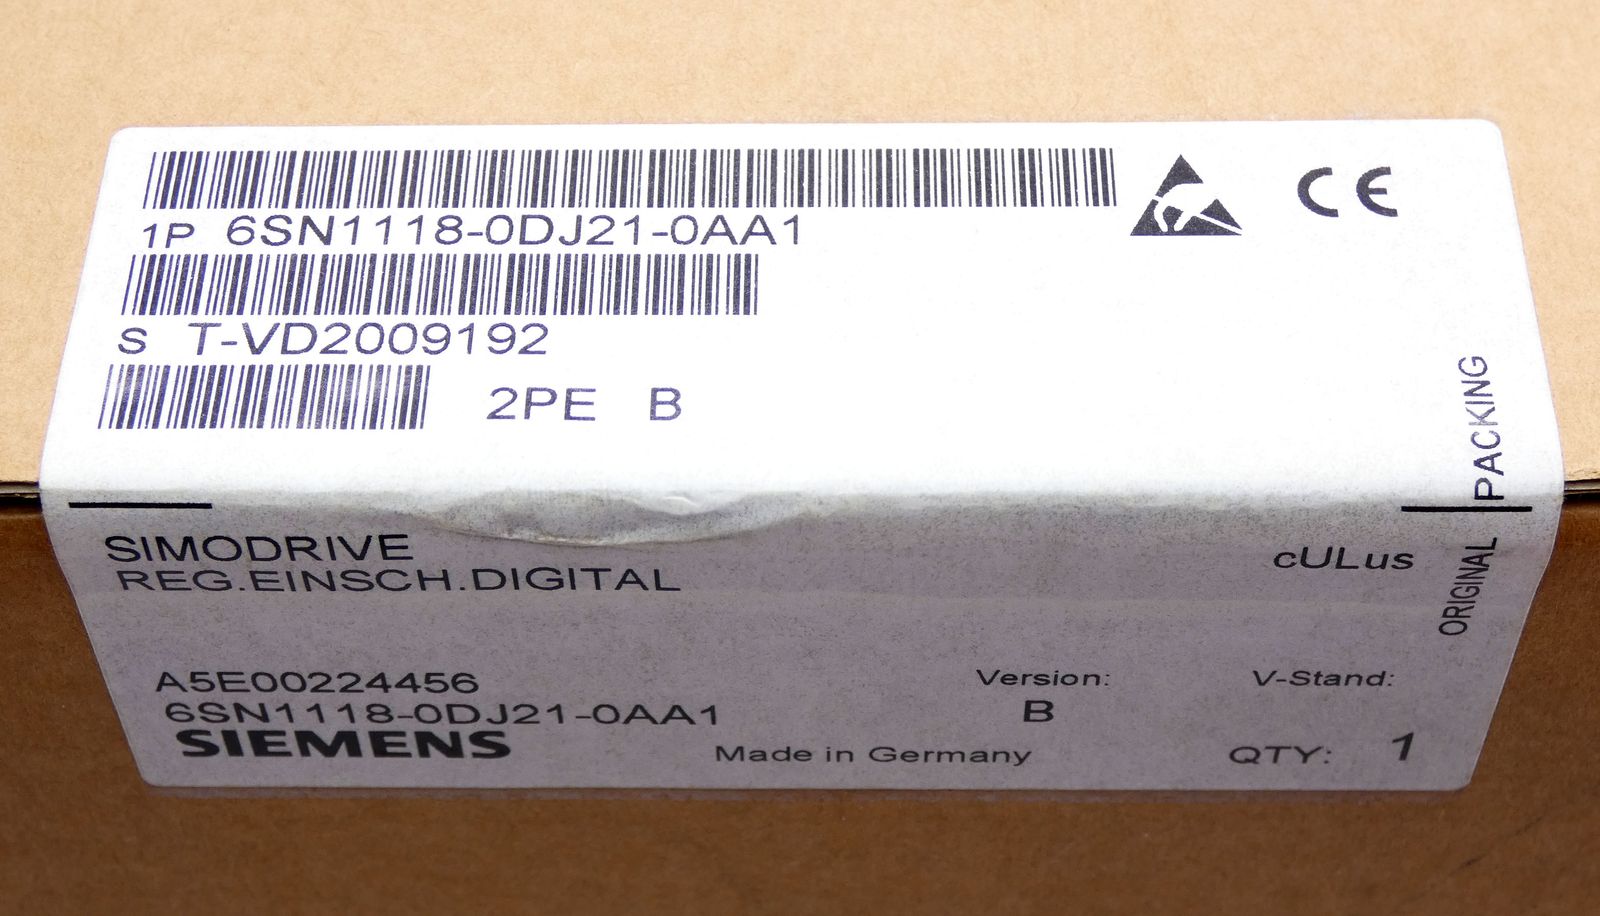 1P 6SN1118-0DJ21-0AA1
S T-VD2009192
2PE B
CE
ORIGINAL PACKING
SIMODRIVE
REG.EINSCH.DIGITAL
cULus
A5E00224456
6SN1118-0DJ21-0AA1
SIEMENS
Version:
B
V-Stand:
Made in Germany
QTY: 1